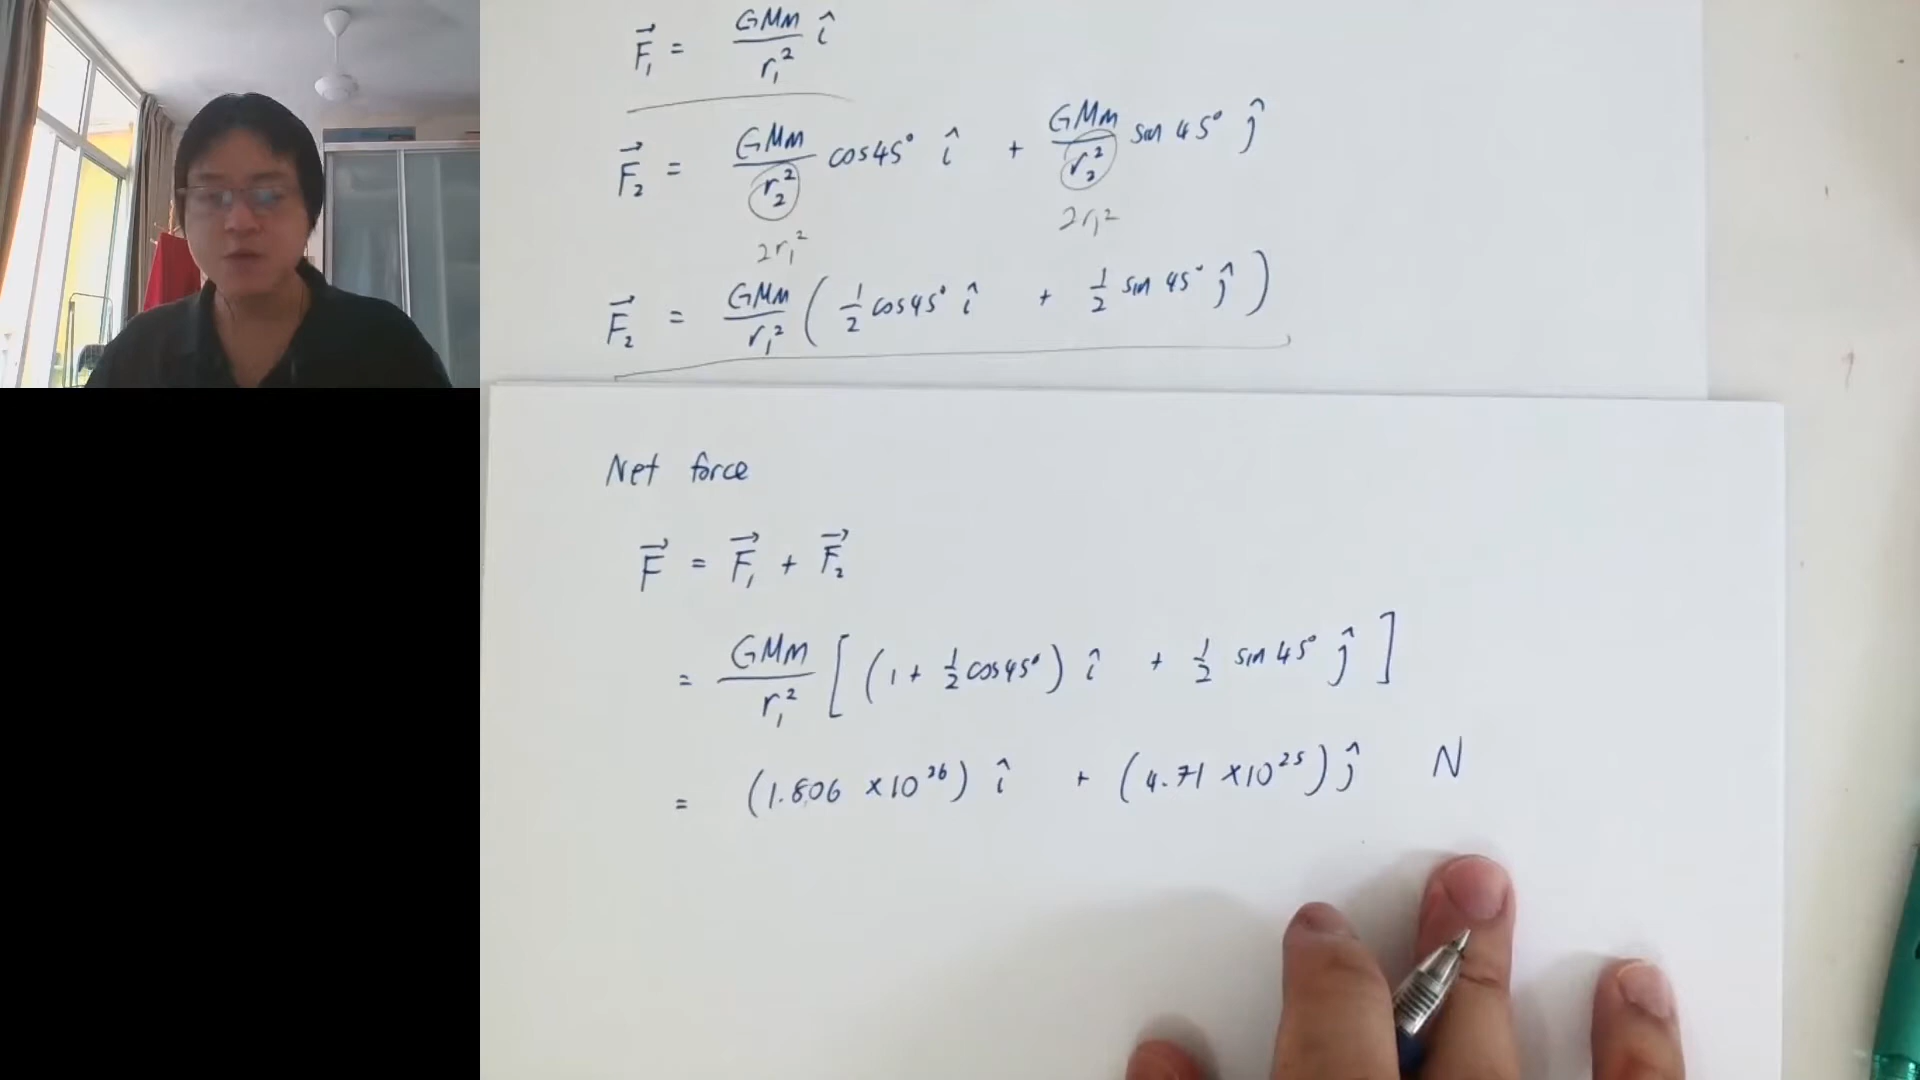 F⃗₁ = GMm/r₁² î
F⃗₂ = GMm/r₂² cos45° î + GMm/r₂² sin 45° ĵ
2r₁² 2r₁²
F⃗₂ = GMm/r₁² ( 1/2 cos45° î + 1/2 sin 45° ĵ )
Net force
F⃗ = F⃗₁ + F⃗₂
= GMm/r₁² [ (1 + 1/2 cos45°) î + 1/2 sin 45° ĵ ]
= (1.806 ×10²⁶) î + (4.71 ×10²⁵) ĵ N